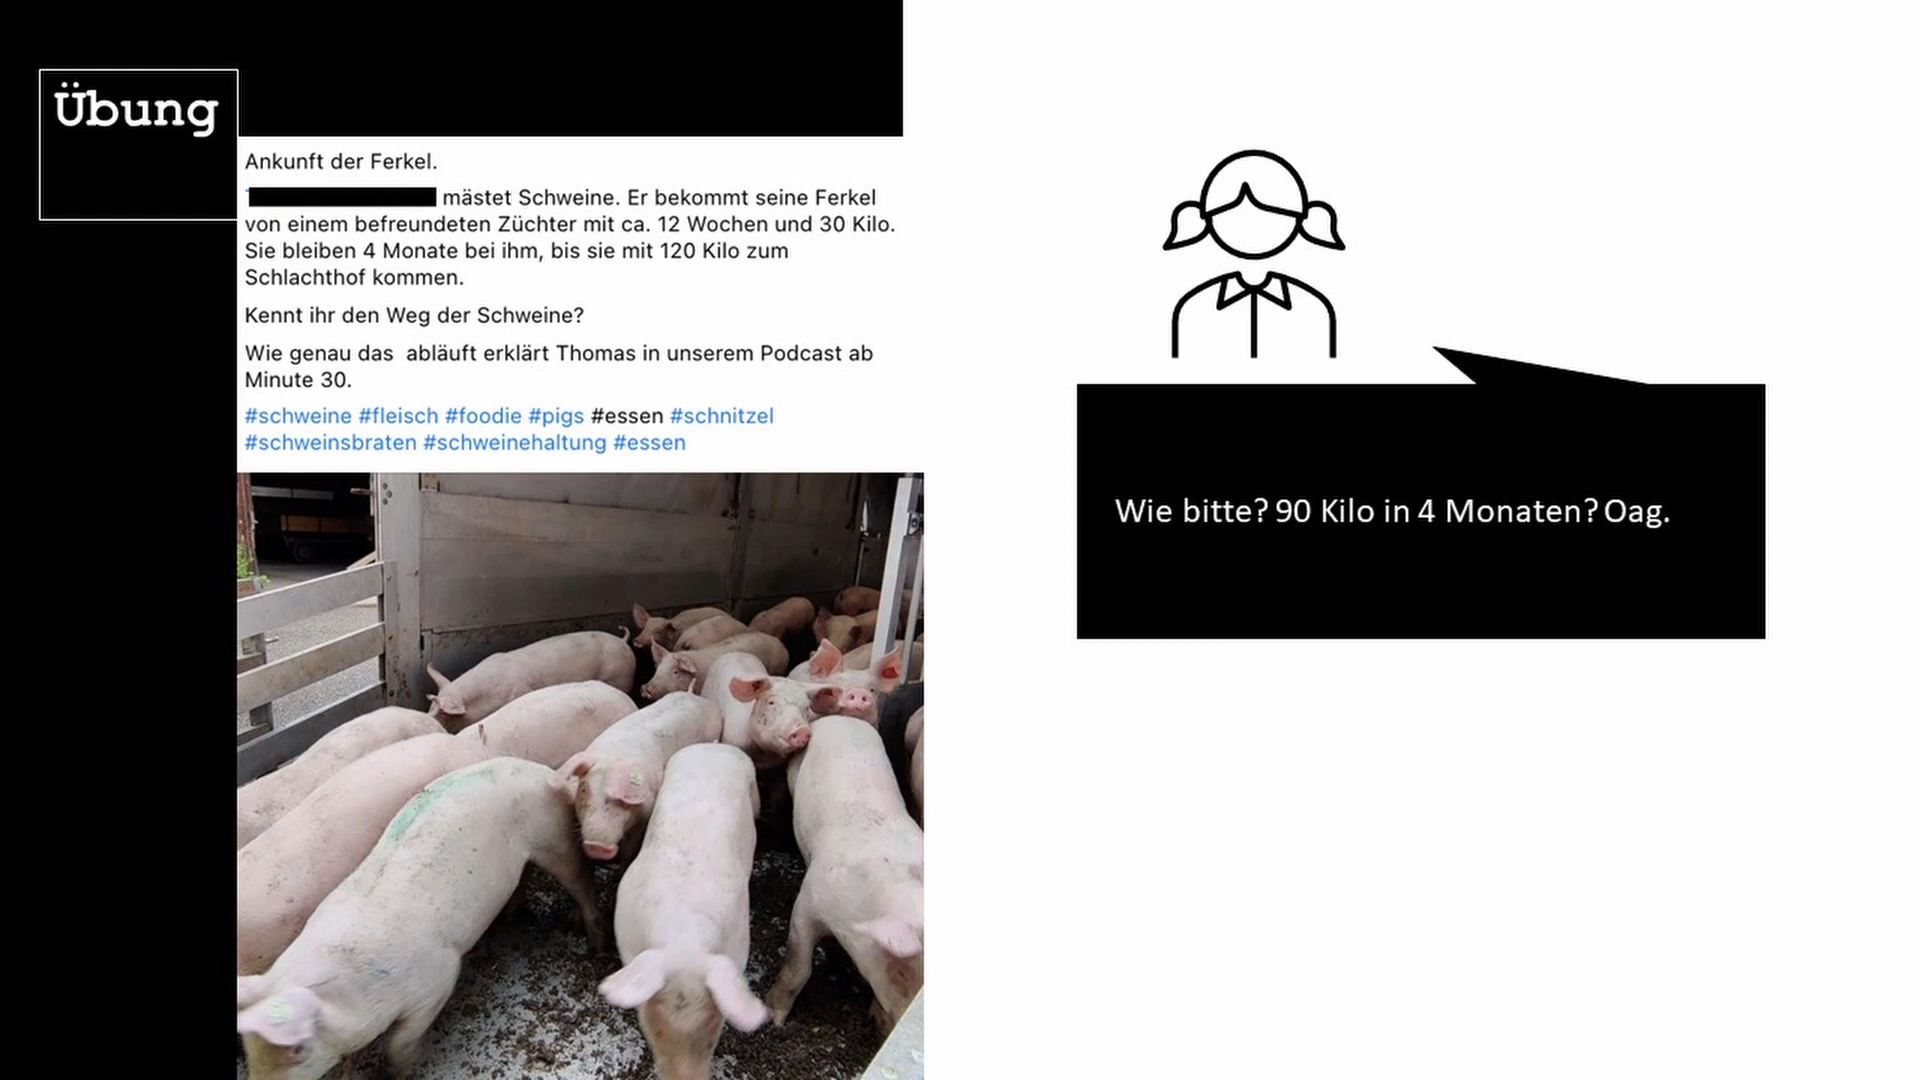 Übung
Ankunft der Ferkel.
mästet Schweine. Er bekommt seine Ferkel
von einem befreundeten Züchter mit ca. 12 Wochen und 30 Kilo.
Sie bleiben 4 Monate bei ihm, bis sie mit 120 Kilo zum
Schlachthof kommen.
Kennt ihr den Weg der Schweine?
Wie genau das  abläuft erklärt Thomas in unserem Podcast ab
Minute 30.
#schweine #fleisch #foodie #pigs #essen #schnitzel
#schweinsbraten #schweinehaltung #essen
Wie bitte? 90 Kilo in 4 Monaten? Oag.